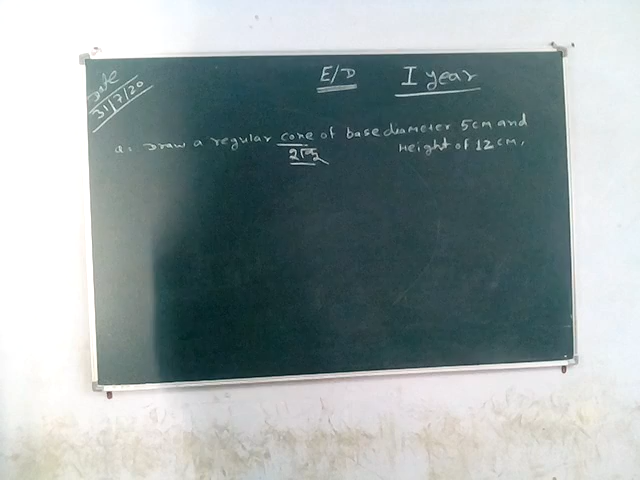 Date
31/7/20
E/D I year
Q. Draw a regular cone of base diameter 5cm and
Height of 12cm.